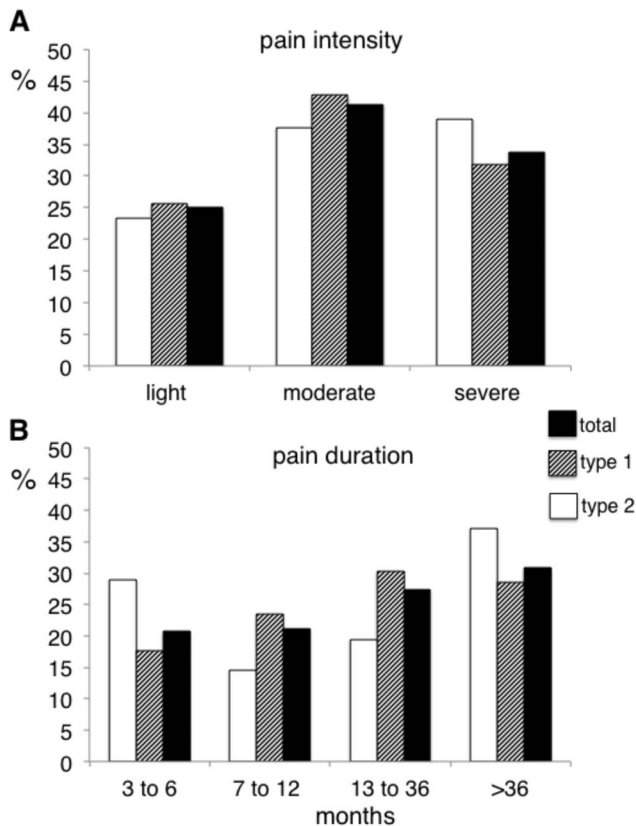 A
pain intensity
%
50
45
40
35
30
25
20
15
10
5
0
light moderate severe
B
total
type 1
type 2
pain duration
%
50
45
40
35
30
25
20
15
10
5
0
3 to 6 7 to 12 13 to 36 >36
months